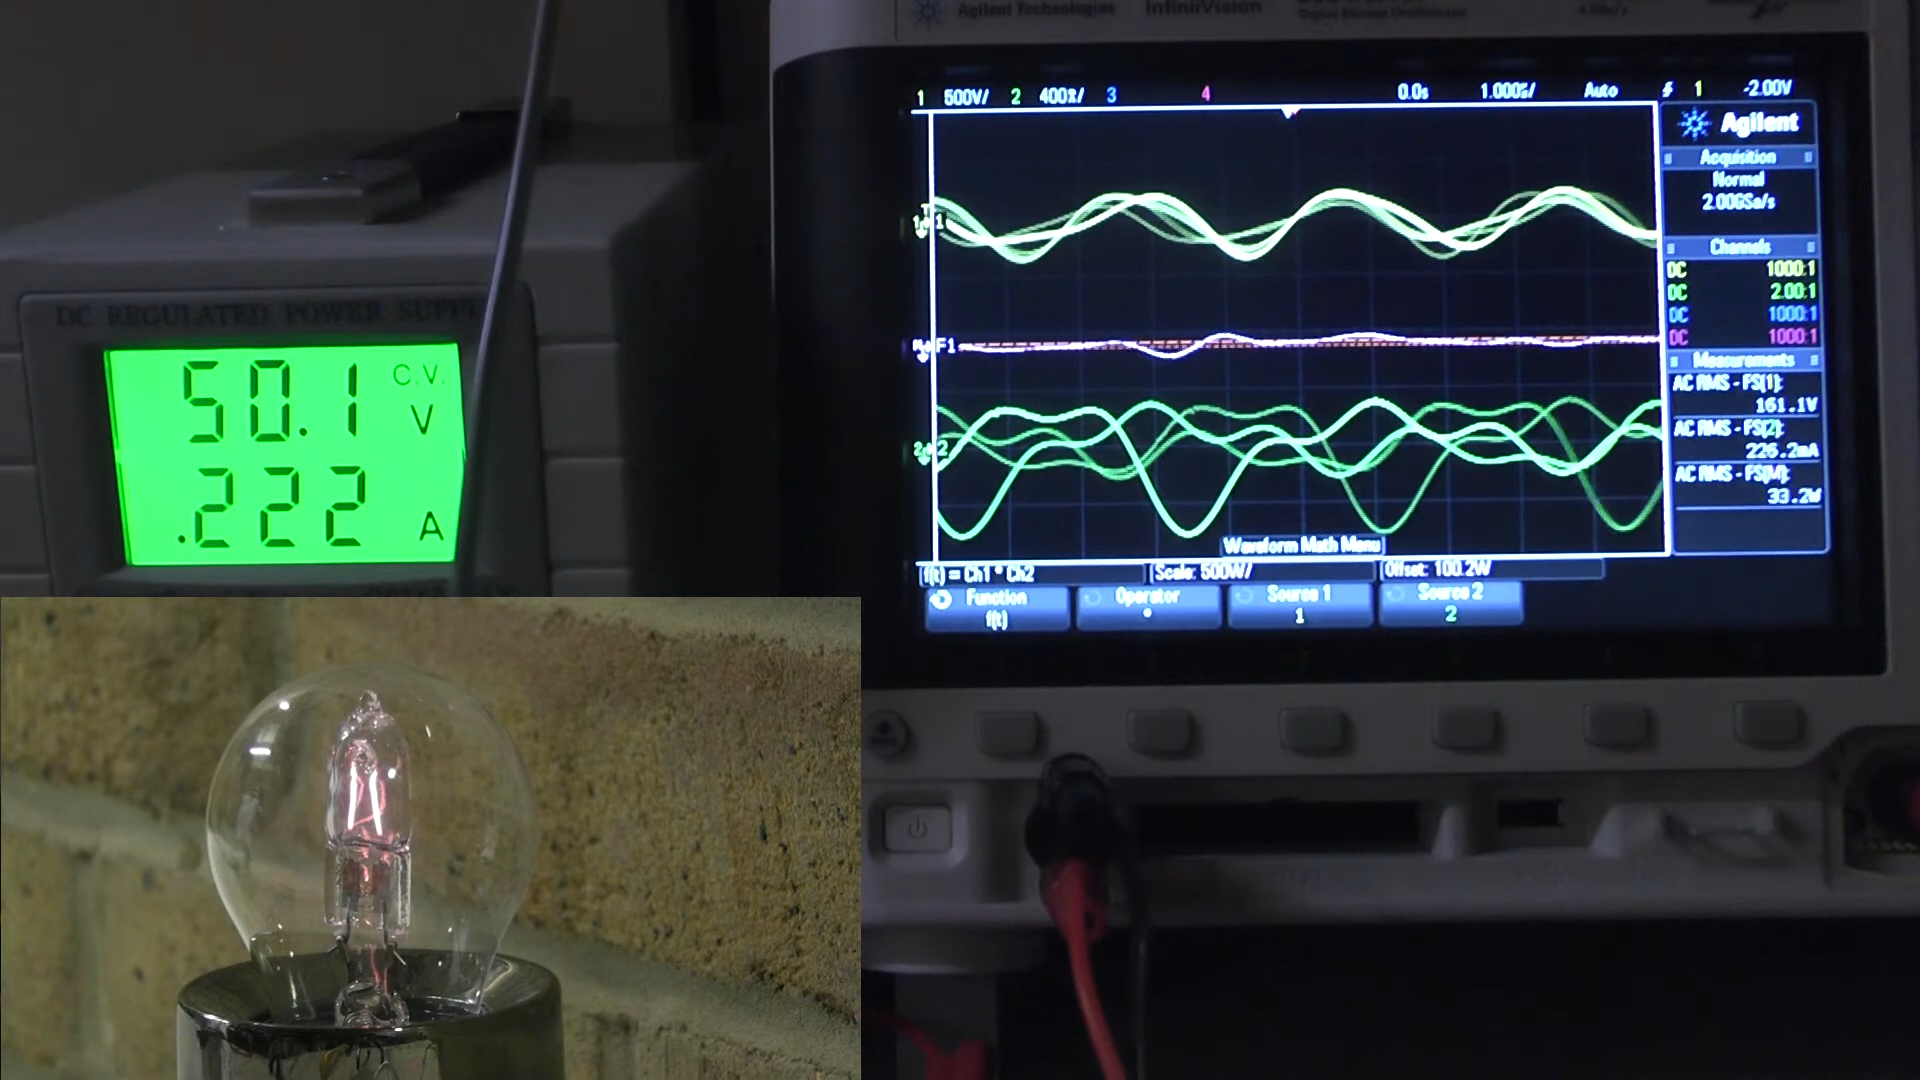 Agilent Technologies
InfiniiVision
1 500V/ 2 400%/ 3 4 0.0s 1.000s/ Auto 1 -2.00V
Agilent
Acquisition
Normal
2.00GSa/s
Channels
DC 1000:1
DC 2.00:1
DC 1000:1
DC 1000:1
Measurements
AC RMS - FS(1):
161.1V
AC RMS - FS(2):
226.2mA
AC RMS - FS(M):
33.2W
F1
Waveform Math Menu
f(t) = Ch1 * Ch2 Scale: 500W/ Offset: 100.2W
Function Operator Source 1 Source 2
f(t) * 1 2
DC REGULATED POWER SUPPL
50.1 C.V. V
.222 A